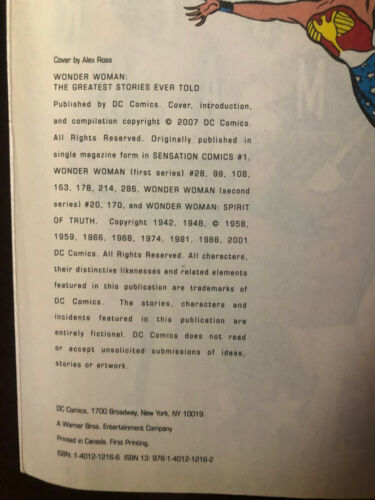 Cover by Alex Ross
WONDER WOMAN:
THE GREATEST STORIES EVER TOLD
Published by DC Comics. Cover, introduction,
and compilation copyright © 2007 DC Comics.
All Rights Reserved. Originally published in
single magazine form in SENSATION COMICS #1,
WONDER WOMAN (first series) #28, 99, 108,
163, 178, 214, 286, WONDER WOMAN (second
series) #20, 170, and WONDER WOMAN: SPIRIT
OF TRUTH. Copyright 1942, 1948, © 1958,
1959, 1966, 1968, 1974, 1981, 1988, 2001
DC Comics. All Rights Reserved. All characters,
their distinctive likenesses and related elements
featured in this publication are trademarks of
DC Comics. The stories, characters and
incidents featured in this publication are
entirely fictional. DC Comics does not read
or accept unsolicited submissions of ideas,
stories or artwork.
DC Comics, 1700 Broadway, New York, NY 10019
A Warner Bros. Entertainment Company
Printed in Canada. First Printing.
ISBN: 1-4012-1216-6 ISBN 13: 978-1-4012-1216-2